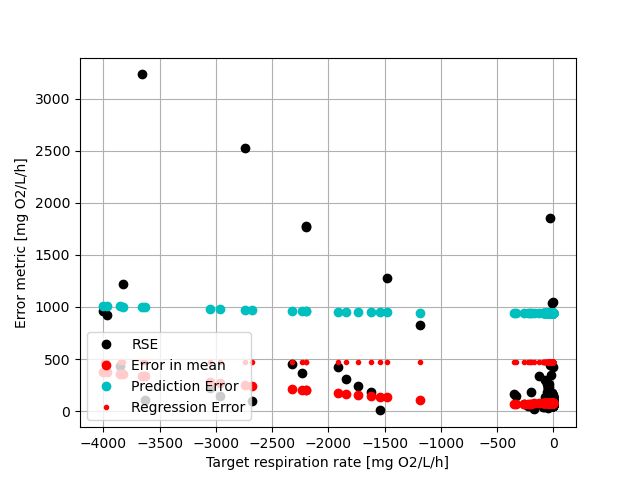 3000
2500
2000
1500
1000
500
0
Error metric [mg O2/L/h]
RSE
Error in mean
Prediction Error
Regression Error
−4000 −3500 −3000 −2500 −2000 −1500 −1000 −500 0
Target respiration rate [mg O2/L/h]